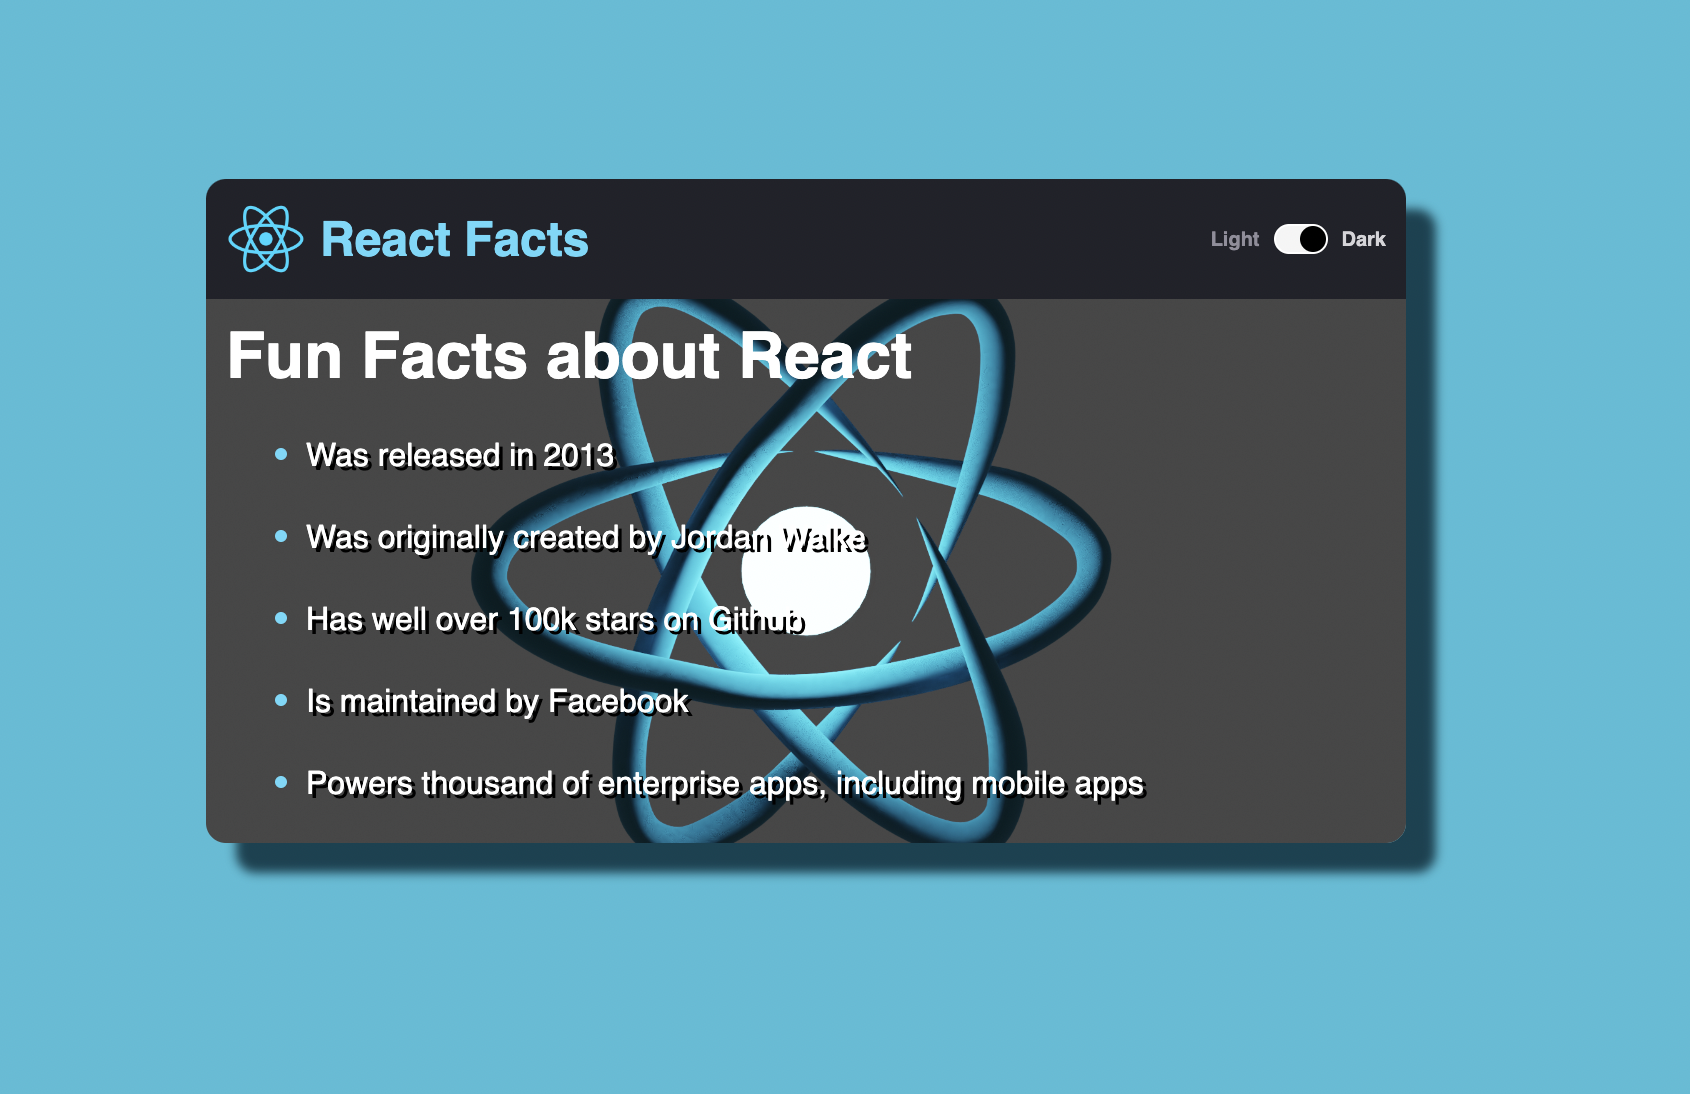 React Facts
Light Dark
Fun Facts about React
Was released in 2013
Was originally created by Jordan Walke
Has well over 100k stars on Github
Is maintained by Facebook
Powers thousand of enterprise apps, including mobile apps